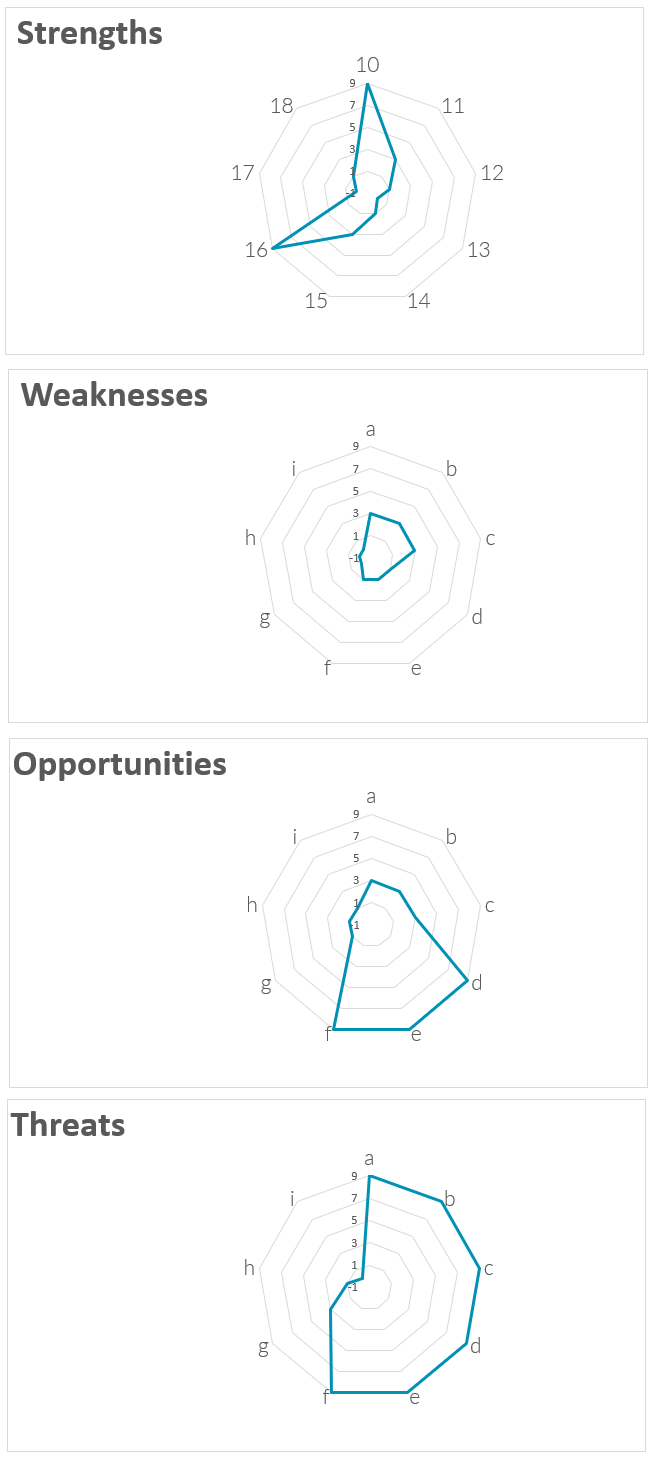 Strengths
10
9
18
11
7
5
3
17
1
12
-1
16
13
15
14
Weaknesses
a
9
i
b
7
5
3
h
1
c
-1
g
d
f
e
Opportunities
a
9
i
b
7
5
3
h
1
c
-1
g
d
f
e
Threats
a
9
i
b
7
5
3
h
1
c
-1
g
d
f
e